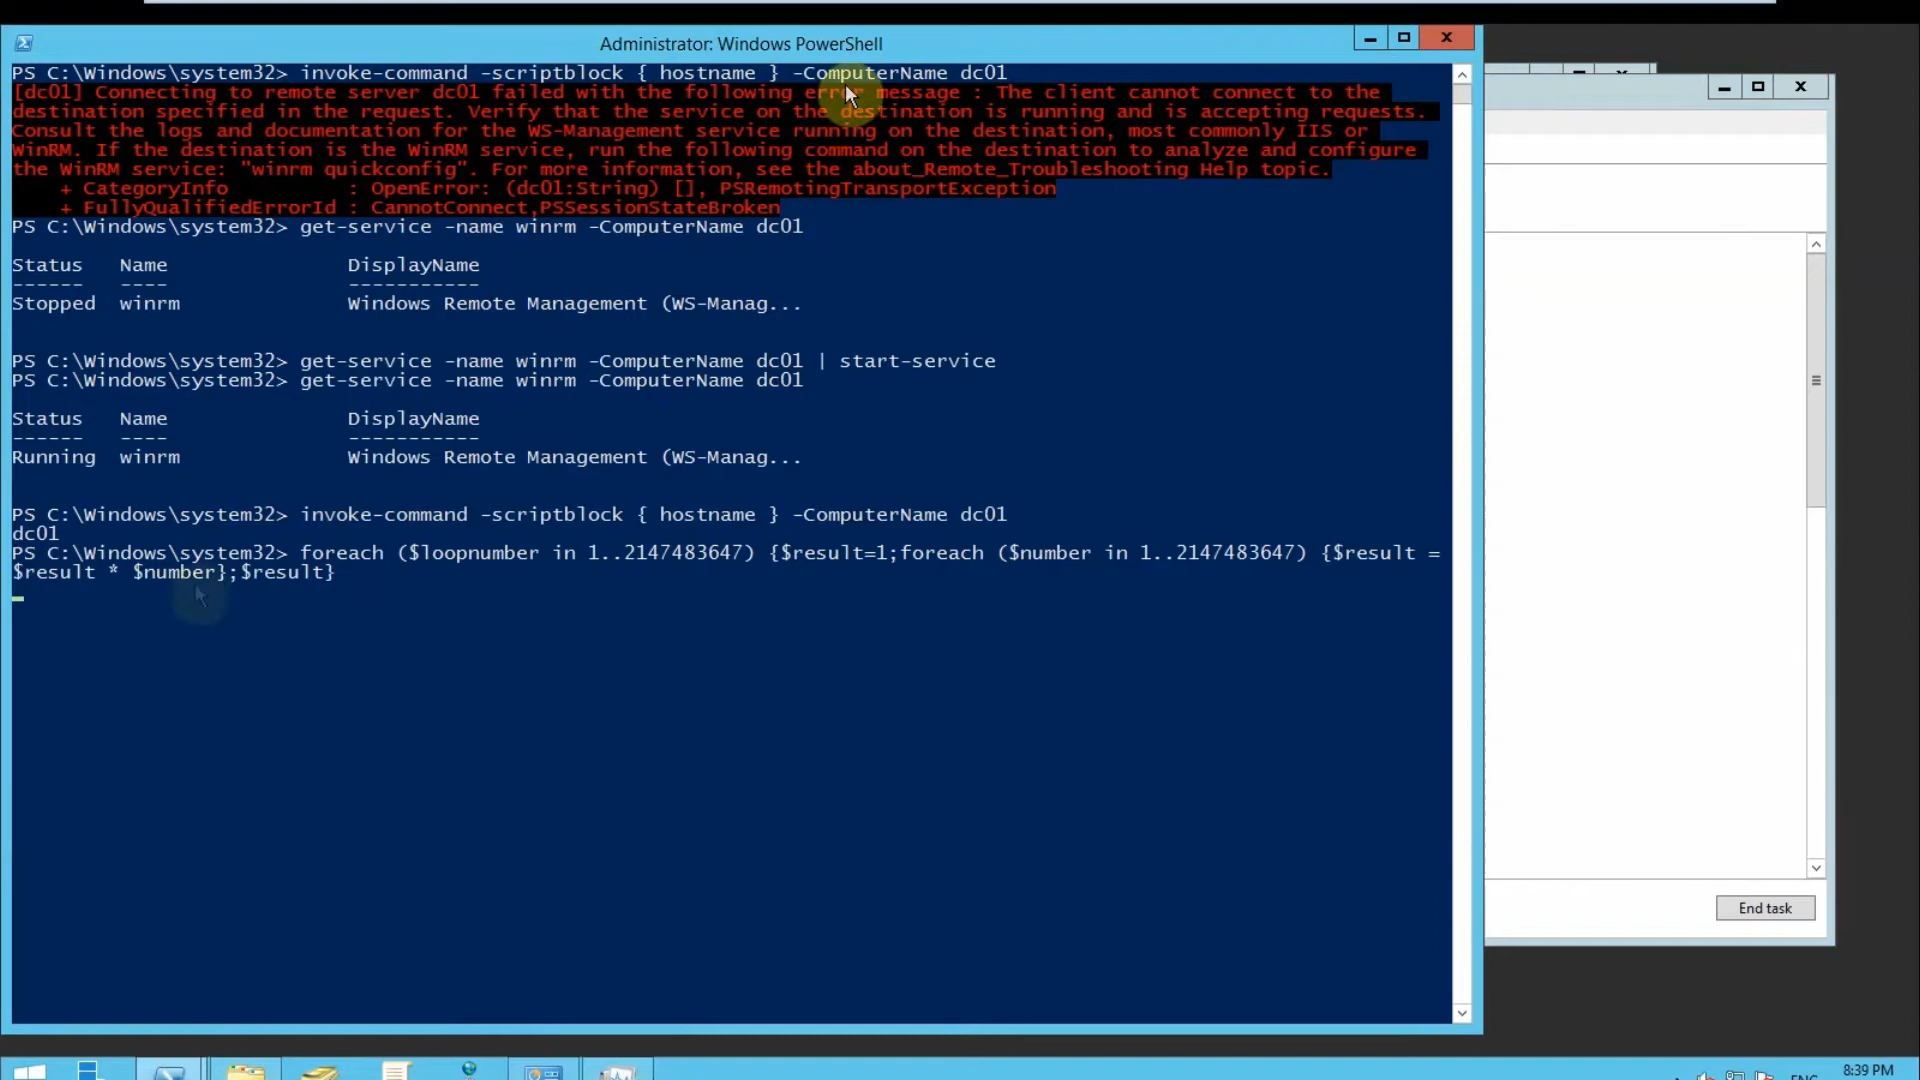 Administrator: Windows PowerShell
PS C:\Windows\system32> invoke-command -scriptblock { hostname } -ComputerName dc01
[dc01] Connecting to remote server dc01 failed with the following error message : The client cannot connect to the
destination specified in the request. Verify that the service on the destination is running and is accepting requests.
Consult the logs and documentation for the WS-Management service running on the destination, most commonly IIS or
WinRM. If the destination is the WinRM service, run the following command on the destination to analyze and configure
the WinRM service: "winrm quickconfig". For more information, see the about_Remote_Troubleshooting Help topic.
+ CategoryInfo : OpenError: (dc01:String) [], PSRemotingTransportException
+ FullyQualifiedErrorId : CannotConnect,PSSessionStateBroken
PS C:\Windows\system32> get-service -name winrm -ComputerName dc01
Status Name DisplayName
------ ---- -----------
Stopped winrm Windows Remote Management (WS-Manag...
PS C:\Windows\system32> get-service -name winrm -ComputerName dc01 | start-service
PS C:\Windows\system32> get-service -name winrm -ComputerName dc01
Status Name DisplayName
------ ---- -----------
Running winrm Windows Remote Management (WS-Manag...
PS C:\Windows\system32> invoke-command -scriptblock { hostname } -ComputerName dc01
dc01
PS C:\Windows\system32> foreach ($loopnumber in 1..2147483647) {$result=1;foreach ($number in 1..2147483647) {$result =
$result * $number};$result}
End task
ENG
8:39 PM